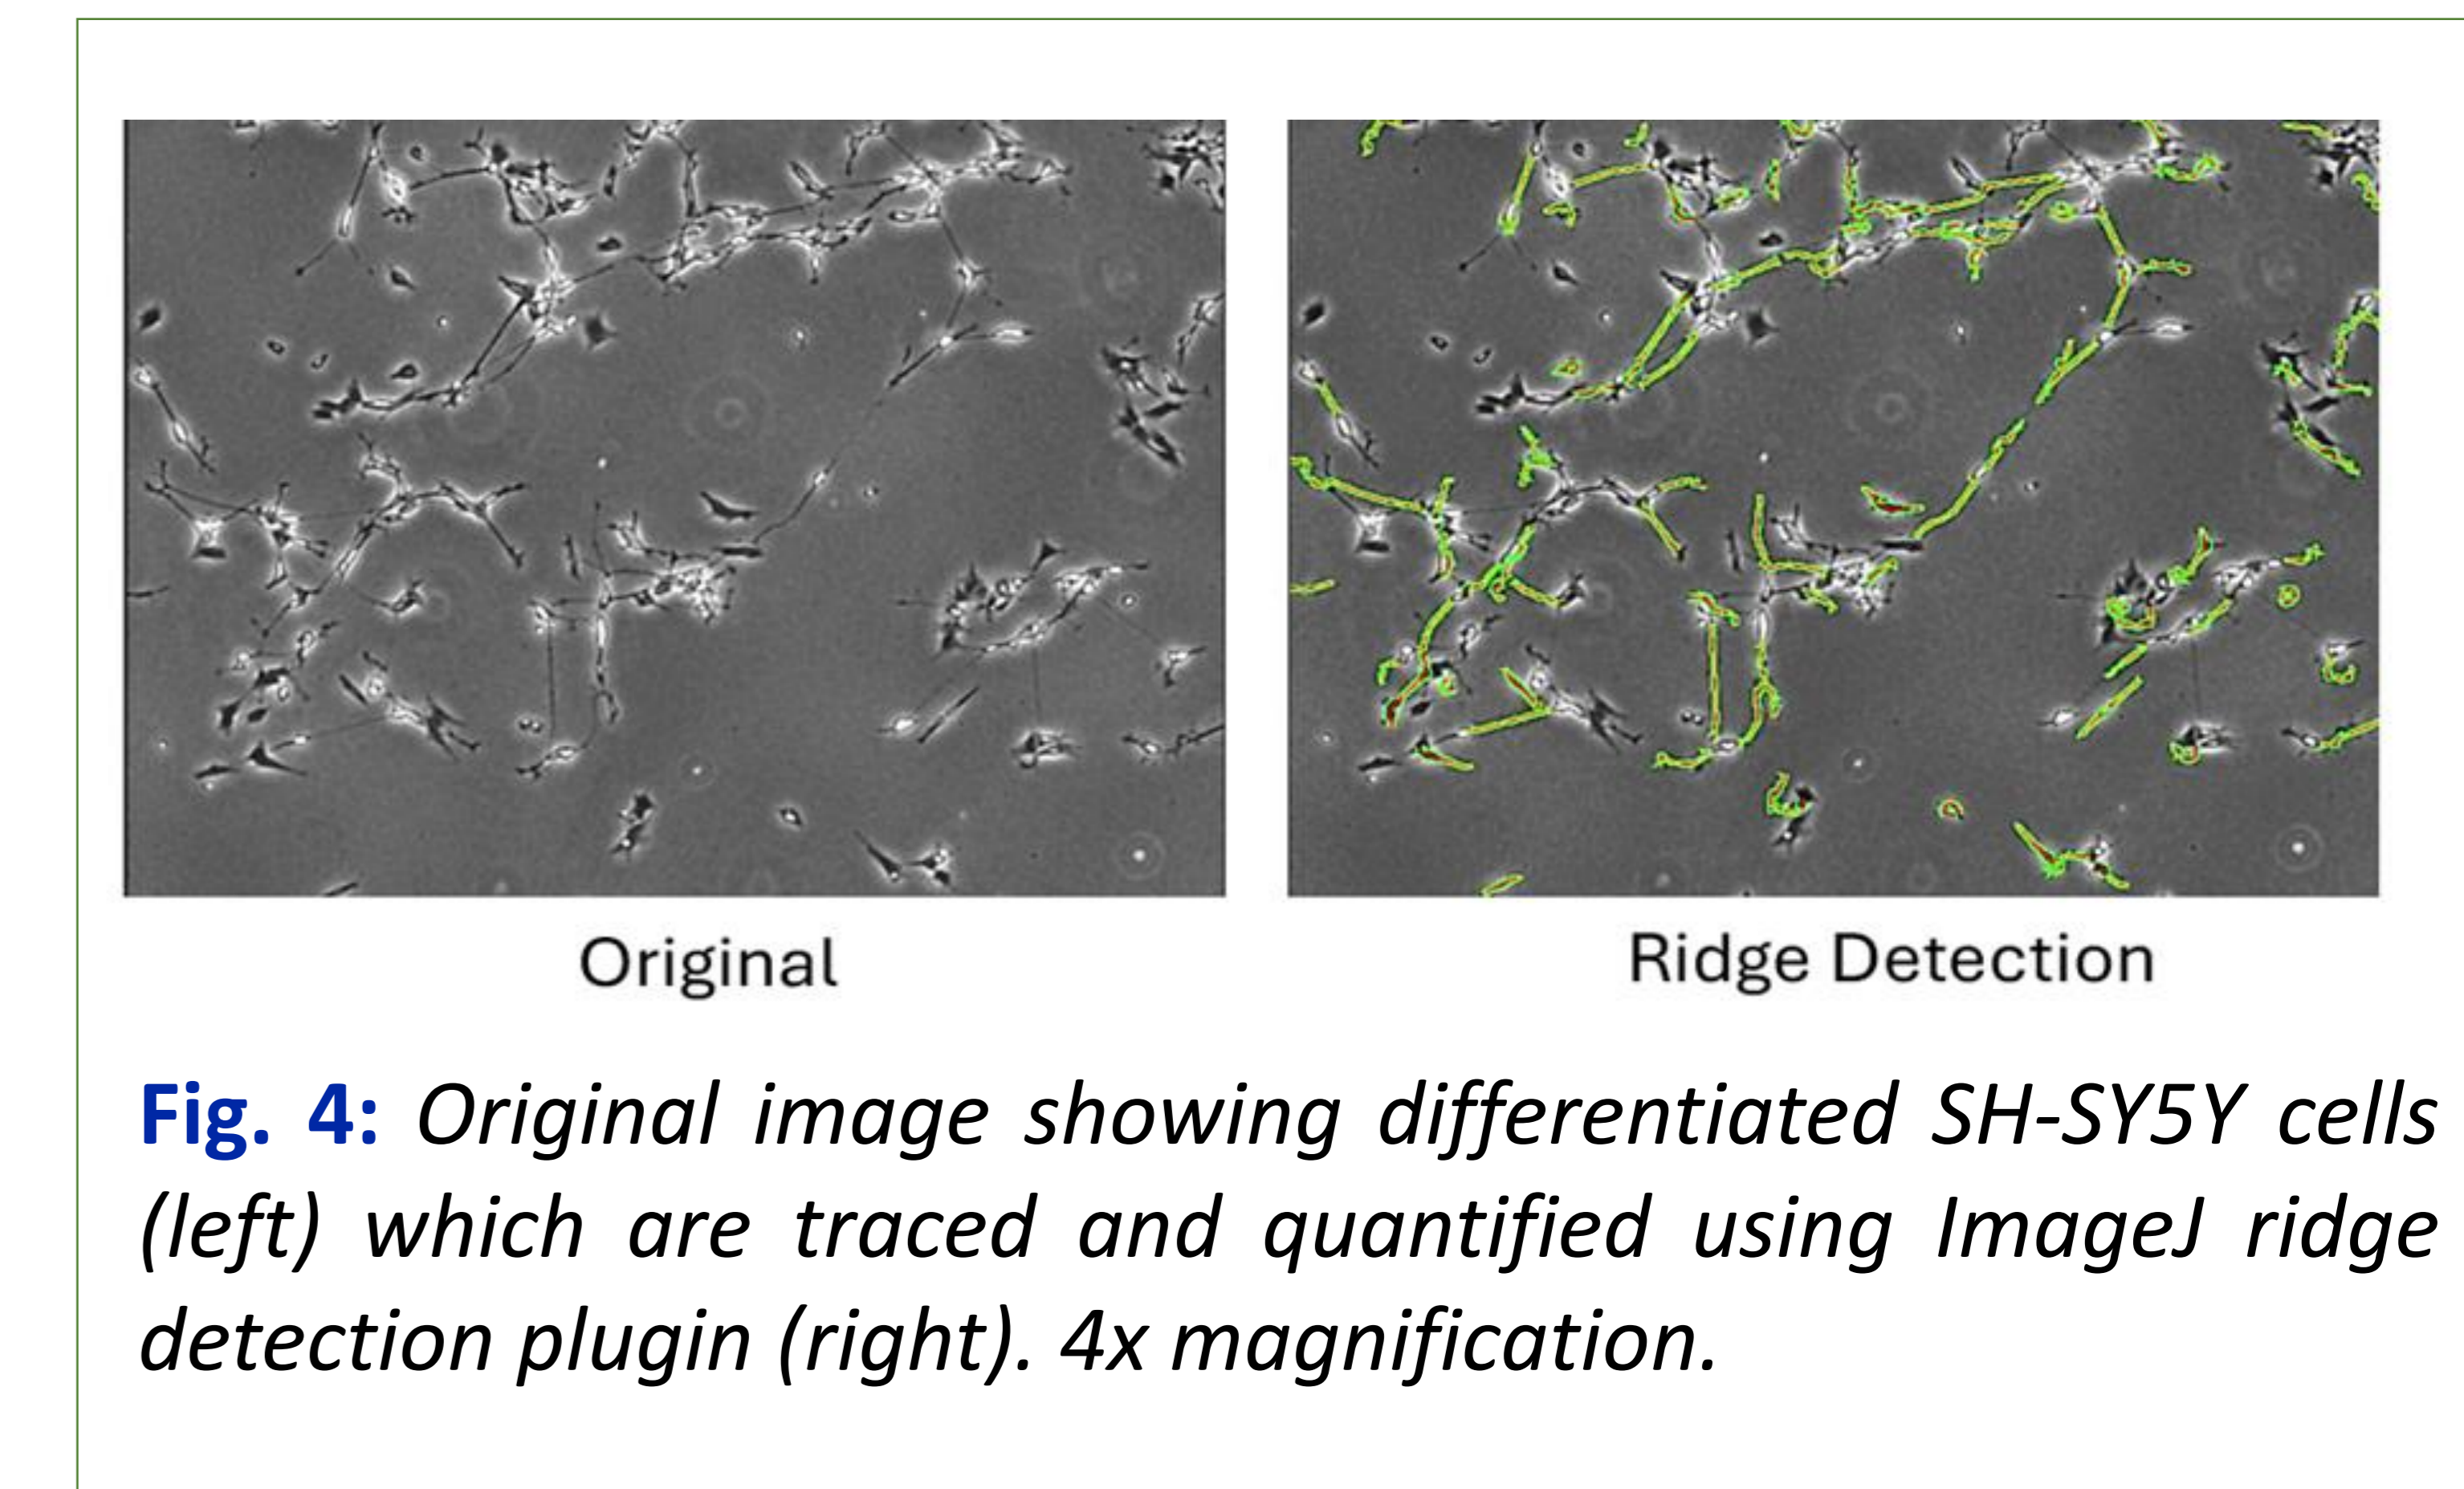 Original
Ridge Detection
Fig. 4: Original image showing differentiated SH-SY5Y cells
(left) which are traced and quantified using ImageJ ridge
detection plugin (right). 4x magnification.